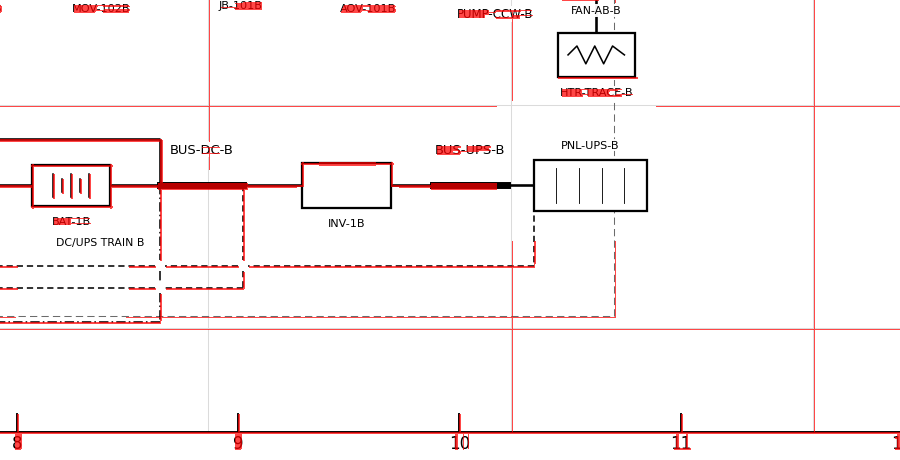 MOV-102B
JB-101B
AOV-101B
PUMP-CCW-B
FAN-AB-B
HTR-TRACE-B
BUS-DC-B
BUS-UPS-B
PNL-UPS-B
BAT-1B
INV-1B
DC/UPS TRAIN B
8
9
10
11